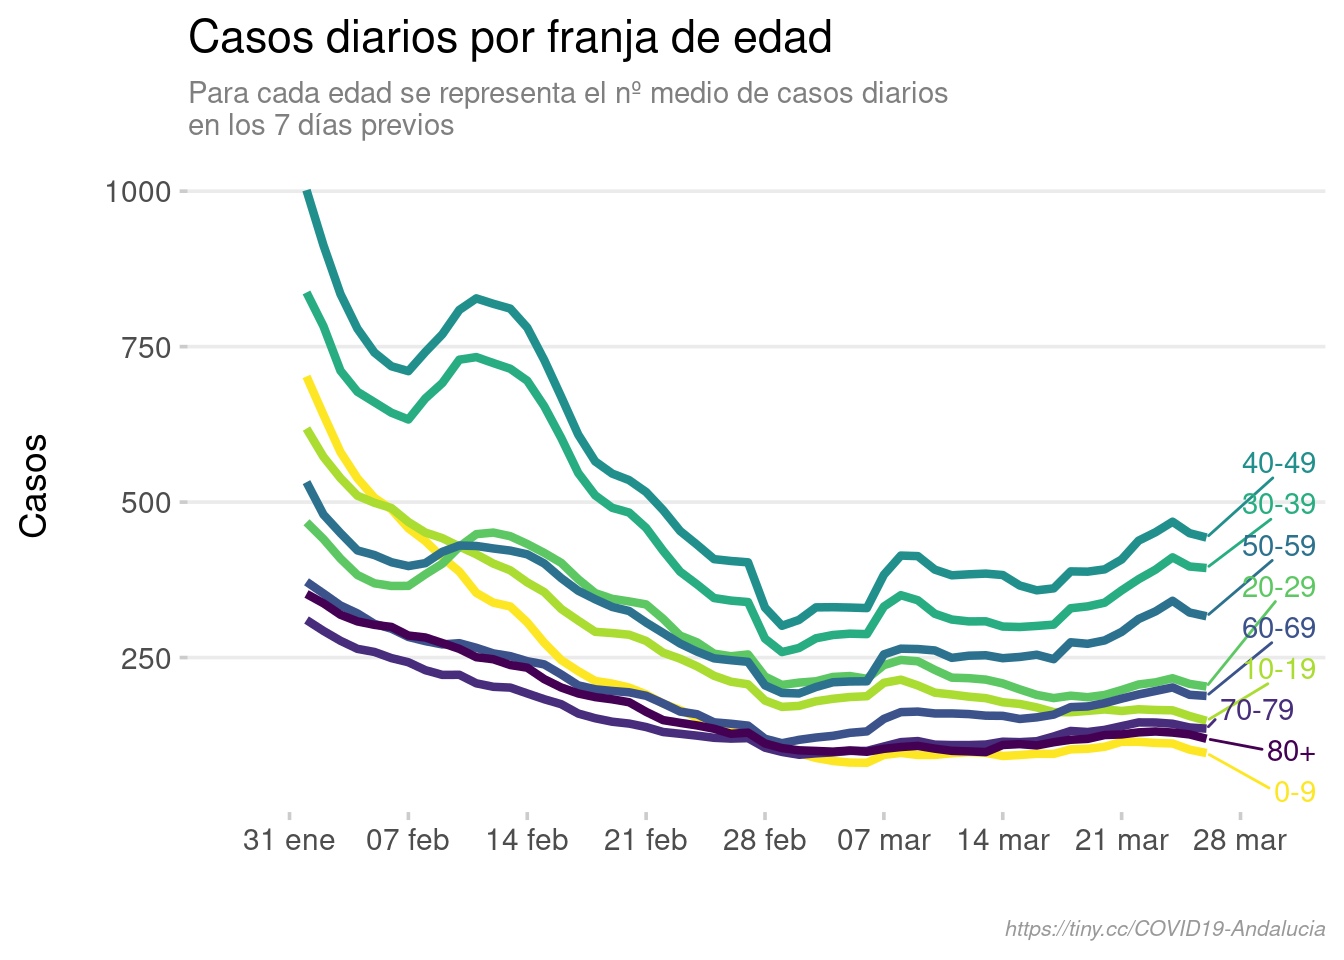 Casos diarios por franja de edad
Para cada edad se representa el nº medio de casos diarios
en los 7 días previos
Casos
1000
750
500
250
40-49
30-39
50-59
20-29
60-69
10-19
70-79
80+
0-9
31 ene 07 feb 14 feb 21 feb 28 feb 07 mar 14 mar 21 mar 28 mar
https://tiny.cc/COVID19-Andalucia